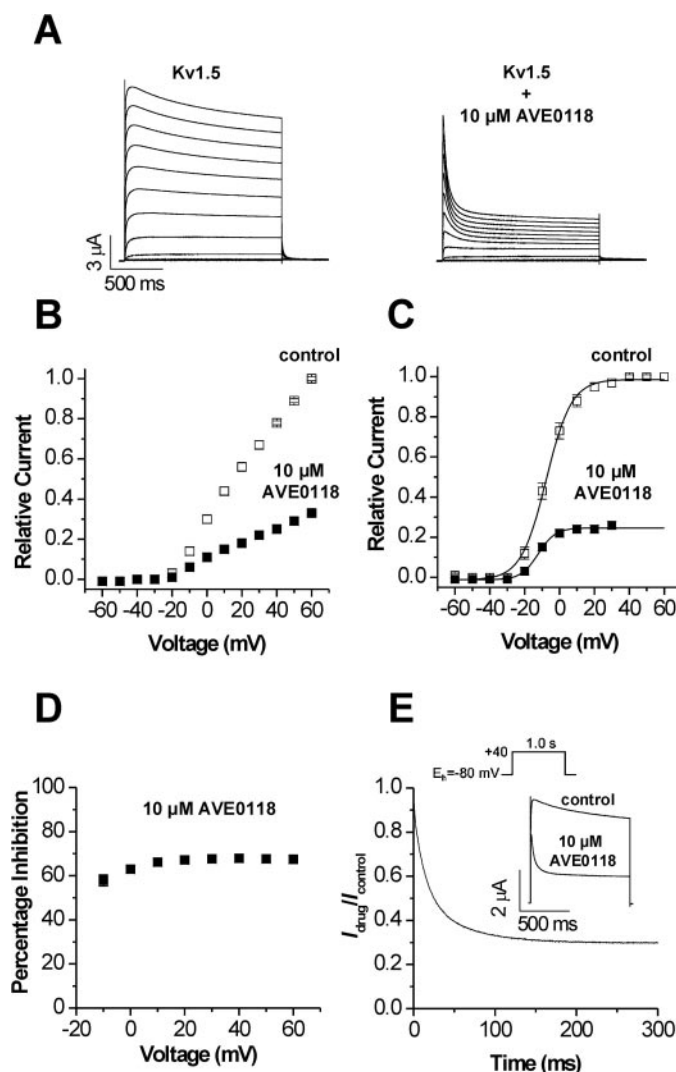 A
Kv1.5
Kv1.5
+
10 µM AVE0118
3 µA
500 ms
B
control
10 µM
AVE0118
Relative Current
1.0
0.8
0.6
0.4
0.2
0.0
-60 -40 -20 0 20 40 60
Voltage (mV)
C
control
10 µM
AVE0118
Relative Current
1.0
0.8
0.6
0.4
0.2
0.0
-60 -40 -20 0 20 40 60
Voltage (mV)
D
10 µM AVE0118
Percentage Inhibition
100
80
60
40
20
0
-20 0 20 40 60
Voltage (mV)
E
1.0 s
+40
Eh=-80 mV
control
10 µM
AVE0118
2 µA
500 ms
Idrug/Icontrol
1.0
0.8
0.6
0.4
0.2
0.0
0 100 200 300
Time (ms)